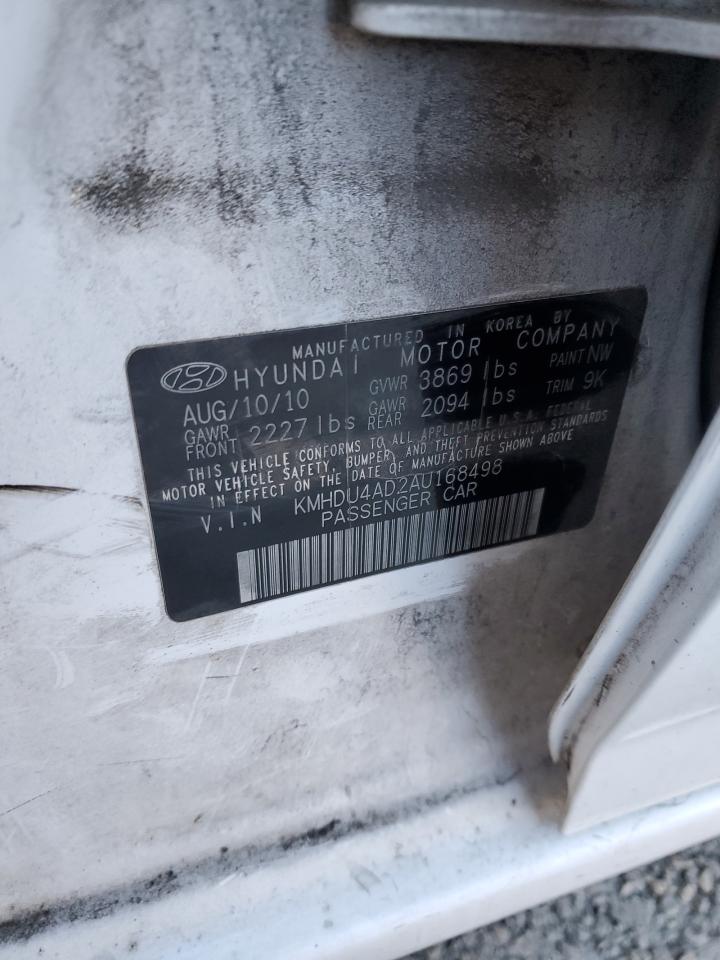 MANUFACTURED IN KOREA BY
HYUNDAI MOTOR COMPANY
AUG/10/10 GVWR 3869 lbs PAINT NW
GAWR FRONT 2227 lbs GAWR REAR 2094 lbs TRIM 9K
THIS VEHICLE CONFORMS TO ALL APPLICABLE U.S.A. FEDERAL
MOTOR VEHICLE SAFETY, BUMPER, AND THEFT PREVENTION STANDARDS
IN EFFECT ON THE DATE OF MANUFACTURE SHOWN ABOVE
V.I.N KMHDU4AD2AU168498
PASSENGER CAR